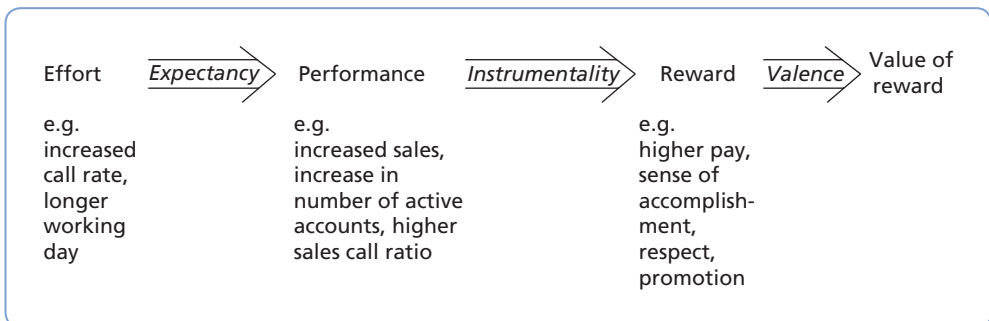 Effort Expectancy Performance Instrumentality Reward Valence Value of
reward
e.g.
increased
call rate,
longer
working
day
e.g.
increased sales,
increase in
number of active
accounts, higher
sales call ratio
e.g.
higher pay,
sense of
accomplish-
ment,
respect,
promotion